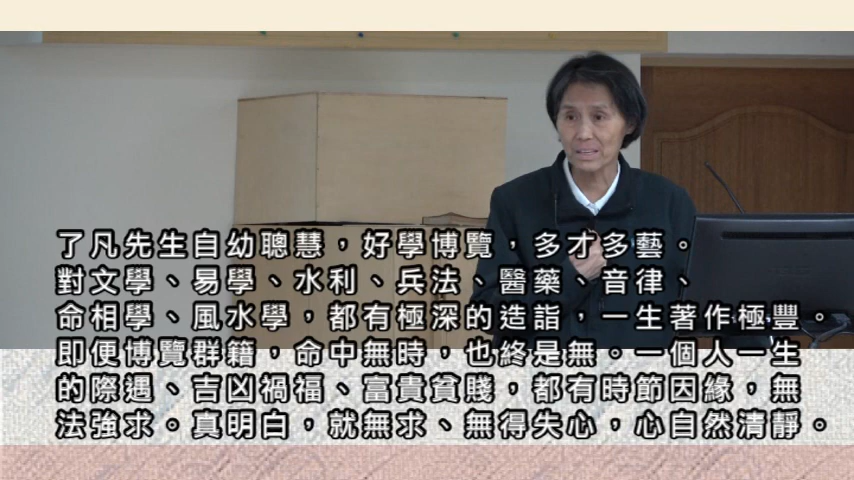 了凡先生自幼聰慧，好學博覽，多才多藝。
對文學、易學、水利、兵法、醫藥、音律、
命相學、風水學，都有極深的造詣，一生著作極豐。
即便博覽群籍，命中無時，也終是無。一個人一生
的際遇、吉凶禍福、富貴貧賤，都有時節因緣，無
法強求。真明白，就無求、無得失心，心自然清靜。